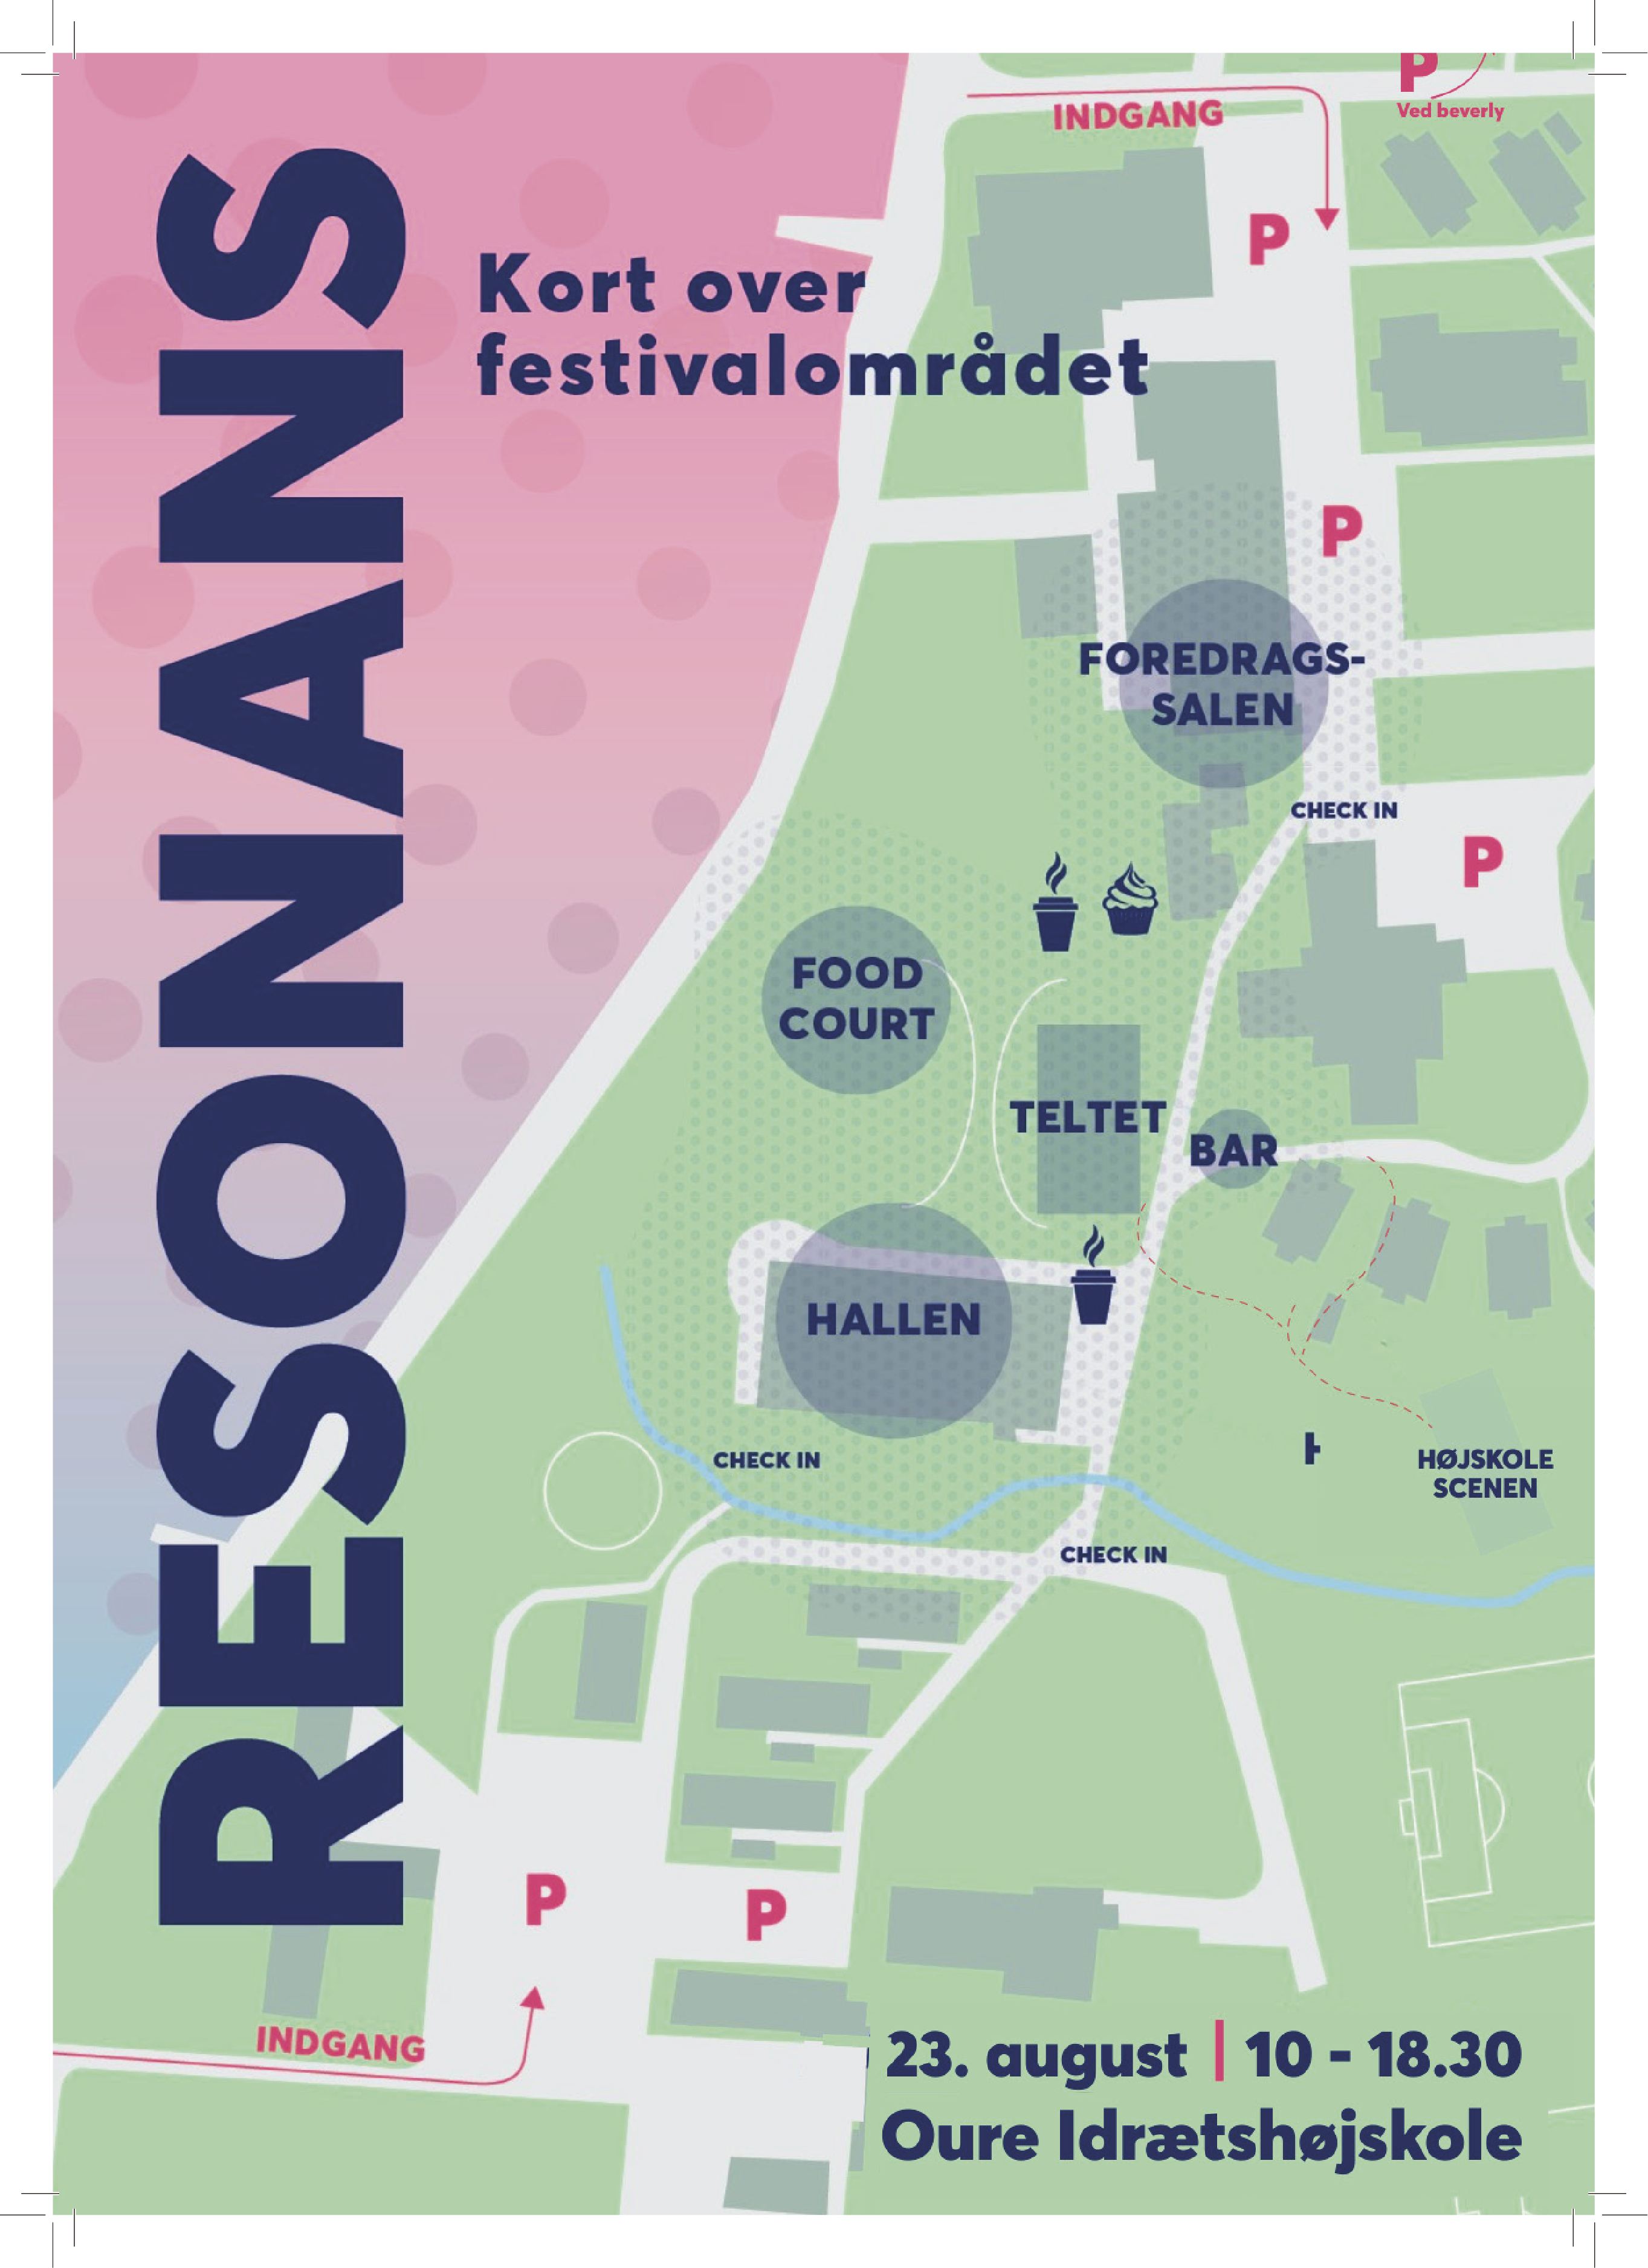 RESONANS
Kort over
festivalområdet
INDGANG
P
Ved beverly
P
P
FOREDRAGS-
SALEN
CHECK IN
P
FOOD
COURT
TELTET
BAR
HALLEN
CHECK IN
HØJSKOLE
SCENEN
CHECK IN
P
P
INDGANG
23. august | 10 - 18.30
Oure Idrætshøjskole